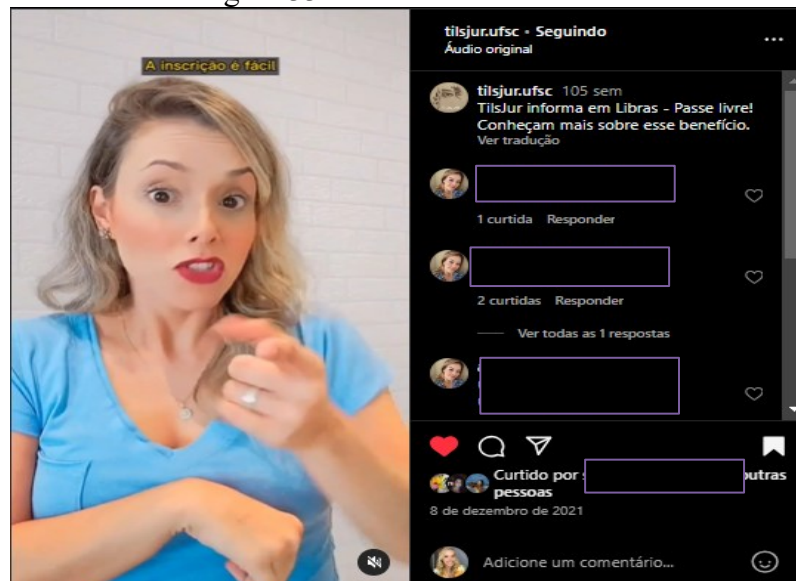 A inscrição é fácil
tilsjur.ufsc • Seguindo
Áudio original
tilsjur.ufsc 105 sem
TilsJur informa em Libras - Passe livre!
Conheçam mais sobre esse benefício.
Ver tradução
1 curtida Responder
2 curtidas Responder
Ver todas as 1 respostas
Curtido por
outras
pessoas
8 de dezembro de 2021
Adicione um comentário...